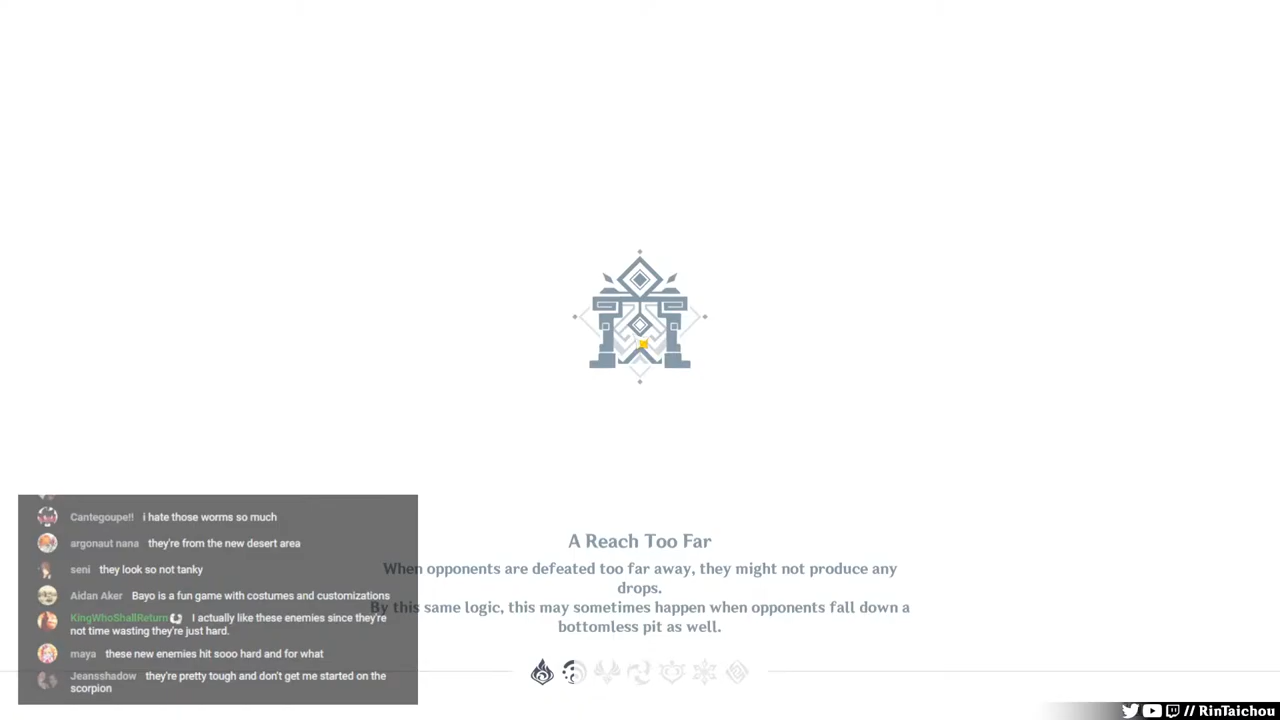 Cantegoupe!! i hate those worms so much
argonaut nana they're from the new desert area
seni they look so not tanky
Aidan Aker Bayo is a fun game with costumes and customizations
KingWhoShallReturn I actually like these enemies since they're
not time wasting they're just hard.
maya these new enemies hit sooo hard and for what
Jeansshadow they're pretty tough and don't get me started on the
scorpion
A Reach Too Far
When opponents are defeated too far away, they might not produce any
drops.
By this same logic, this may sometimes happen when opponents fall down a
bottomless pit as well.
// RinTaichou